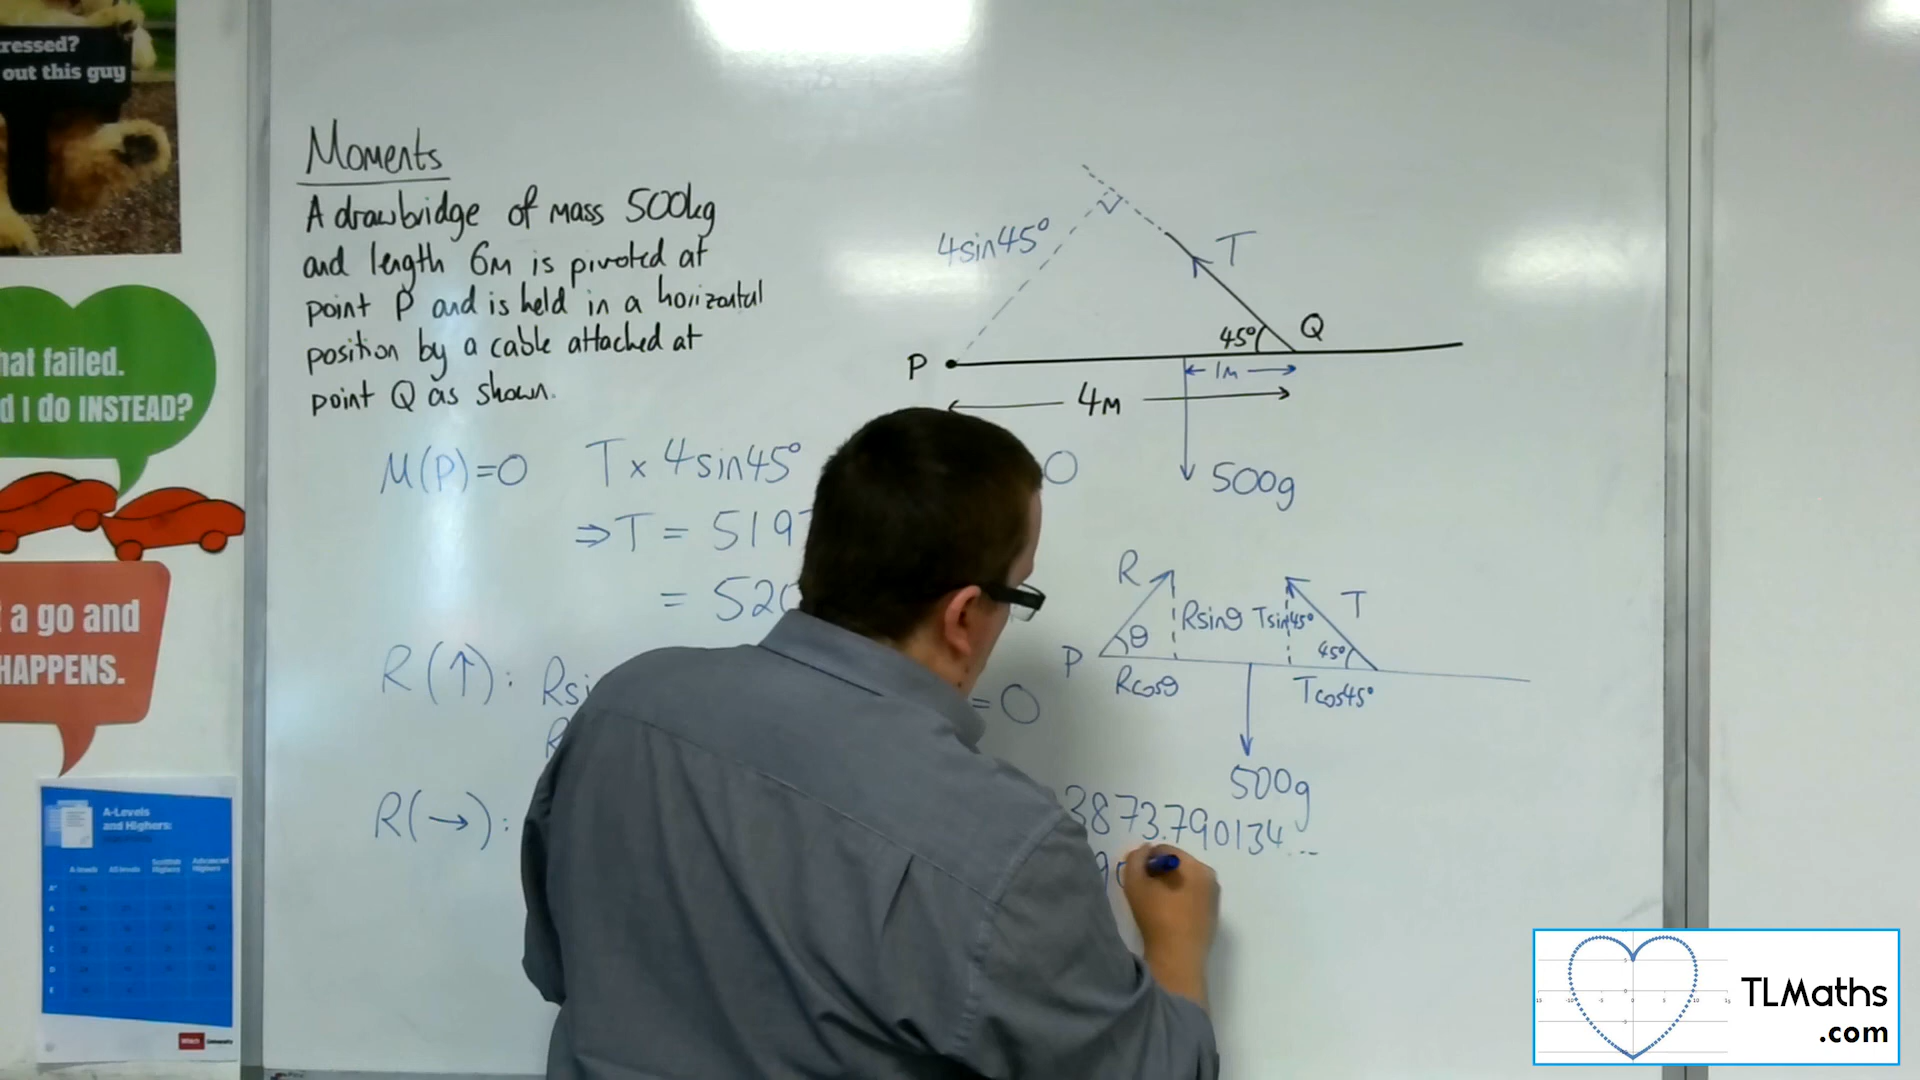 ressed?
out this guy
hat failed.
d I do INSTEAD?
a go and
HAPPENS.
A-Levels
and Highers:
Moments
A drawbridge of mass 500kg
and length 6m is pivoted at
point P and is held in a horizontal
position by a cable attached at
point Q as shown.
4sin45°
T
45°
Q
P
1m
4m
500g
M(P)=0 T × 4sin45° 0
⇒T = 519
= 520
R(↑): Rsi =0
R
R(→):
3873.790134...
R
T
Rsinθ
Tsin45°
θ
45°
P
Rcosθ
Tcos45°
500g
TLMaths
.com